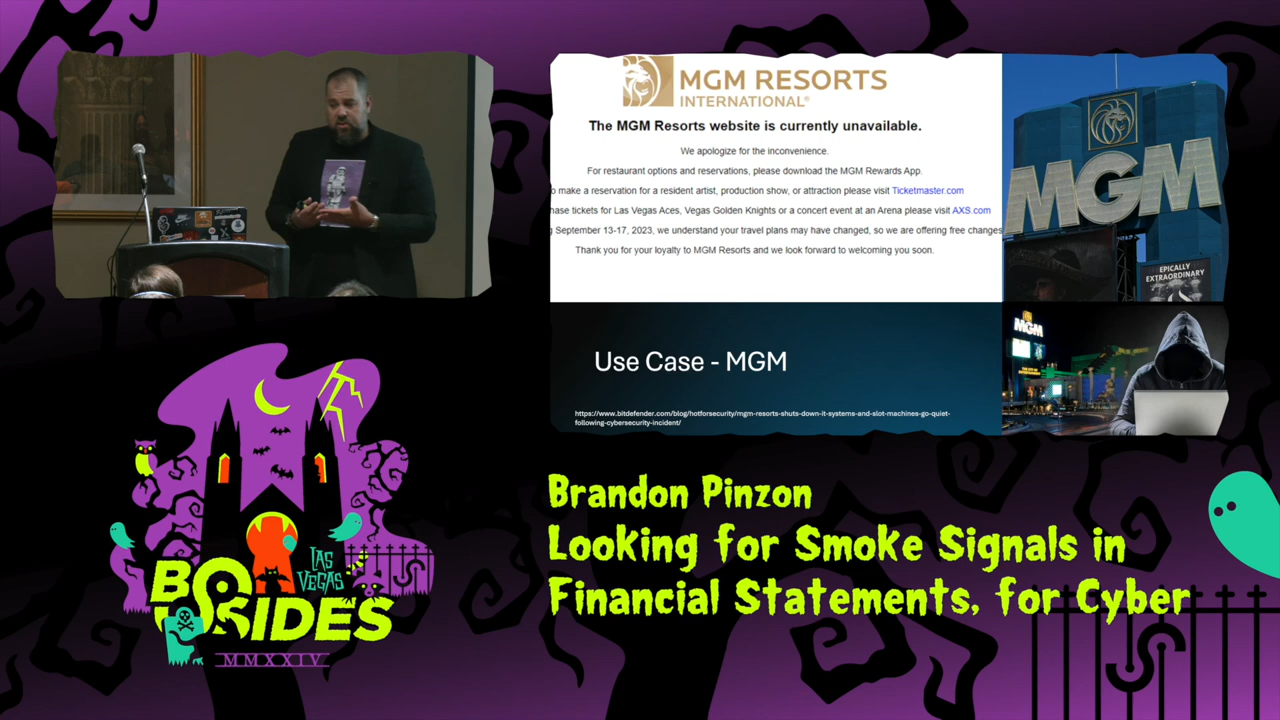 MGM RESORTS
INTERNATIONAL®
The MGM Resorts website is currently unavailable.
We apologize for the inconvenience.
For restaurant options and reservations, please download the MGM Rewards App.
o make a reservation for a resident artist, production show, or attraction please visit Ticketmaster.com
hase tickets for Las Vegas Aces, Vegas Golden Knights or a concert event at an Arena please visit AXS.com
g September 13-17, 2023, we understand your travel plans may have changed, so we are offering free changes
Thank you for your loyalty to MGM Resorts and we look forward to welcoming you soon.
MGM
EPICALLY
EXTRAORDINARY
MGM
Use Case - MGM
https://www.bitdefender.com/blog/hotforsecurity/mgm-resorts-shuts-down-it-systems-and-slot-machines-go-quiet-
following-cybersecurity-incident/
LAS
VEGAS
BSIDES
MMXXIV
Brandon Pinzon
Looking for Smoke Signals in
Financial Statements, for Cyber